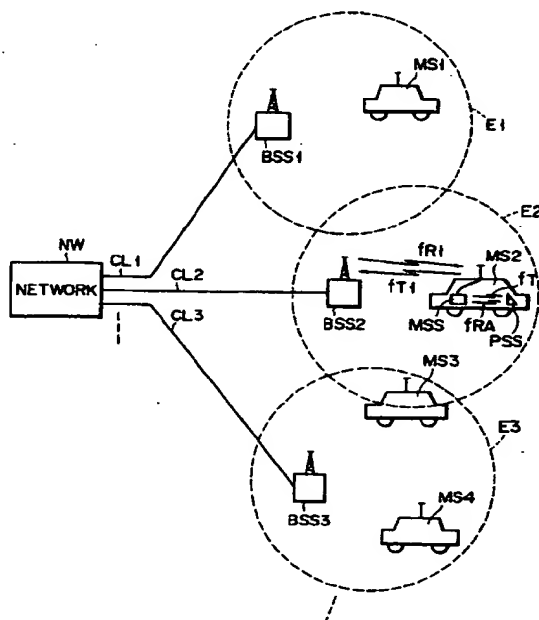 MS1
BSS1
E1
E2
NW
CL1
NETWORK
CL2
CL3
fR1
fT1
MS2
fT
BSS2
MSS
fRA
PSS
MS3
E3
BSS3
MS4